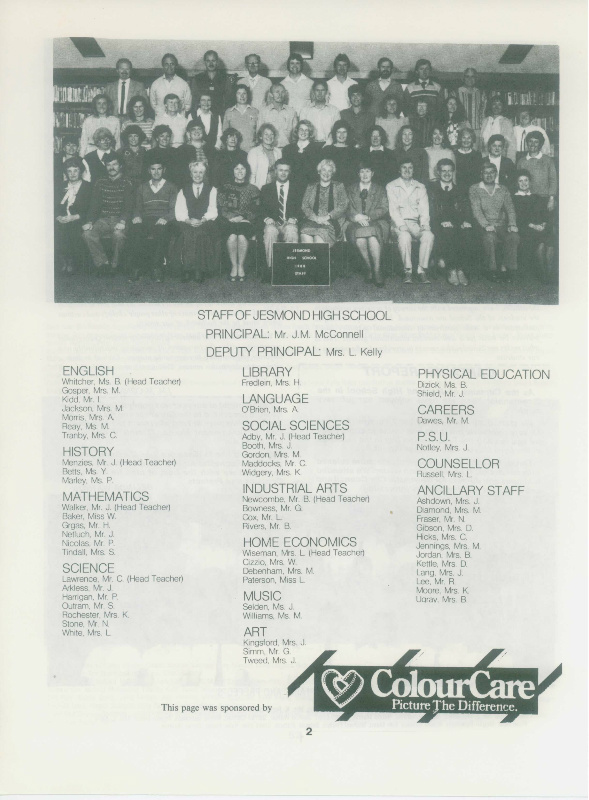 JESMOND
HIGH SCHOOL
STAFF
STAFF OF JESMOND HIGH SCHOOL
PRINCIPAL: Mr. J.M. McConnell
DEPUTY PRINCIPAL: Mrs. L. Kelly
ENGLISH
Whitcher, Ms. B. (Head Teacher)
Gosper, Mrs. M.
Kidd, Mr. I.
Jackson, Mrs. M.
Morris, Mrs. A.
Reay, Ms. M.
Tranby, Mrs. C.
HISTORY
Menzies, Mr. J. (Head Teacher)
Betts, Ms. Y.
Marley, Ms. P.
MATHEMATICS
Walker, Mr. J. (Head Teacher)
Baker, Miss W.
Grgas, Mr. H.
Netluch, Mr. J.
Nicolas, Mr. P.
Tindall, Mrs. S.
SCIENCE
Lawrence, Mr. C. (Head Teacher)
Arkless, Mr. J.
Harrigan, Mr. P.
Outram, Mr. S.
Rochester, Mrs. K.
Stone, Mr. N.
White, Mrs. L.
LIBRARY
Fredlein, Mrs. H.
LANGUAGE
O'Brien, Mrs. A.
SOCIAL SCIENCES
Adby, Mr. J. (Head Teacher)
Booth, Mrs. J.
Gordon, Mrs. M.
Maddocks, Mr. C.
Widgery, Mrs. K.
INDUSTRIAL ARTS
Newcombe, Mr. B. (Head Teacher)
Bowness, Mr. G.
Cox, Mr. L.
Rivers, Mr. B.
HOME ECONOMICS
Wiseman, Mrs. L. (Head Teacher)
Cizzio, Mrs. W.
Debenham, Mrs. M.
Paterson, Miss L.
MUSIC
Seiden, Ms. J.
Williams, Ms. M.
ART
Kingsford, Mrs. J.
Simm, Mr. G.
Tweed, Mrs. J.
PHYSICAL EDUCATION
Dizick, Ms. B.
Shield, Mr. J.
CAREERS
Dawes, Mr. M.
P.S.U.
Notley, Mrs. J.
COUNSELLOR
Russell, Mrs. L.
ANCILLARY STAFF
Ashdown, Mrs. J.
Diamond, Mrs. M.
Fraser, Mr. N.
Gibson, Mrs. D.
Hicks, Mrs. C.
Jennings, Mrs. M.
Jordan, Mrs. B.
Kettle, Mrs. D.
Lang, Mrs. J.
Lee, Mr. R.
Moore, Mrs. K.
Ugray, Mrs. B.
This page was sponsored by
ColourCare
Picture The Difference.
2